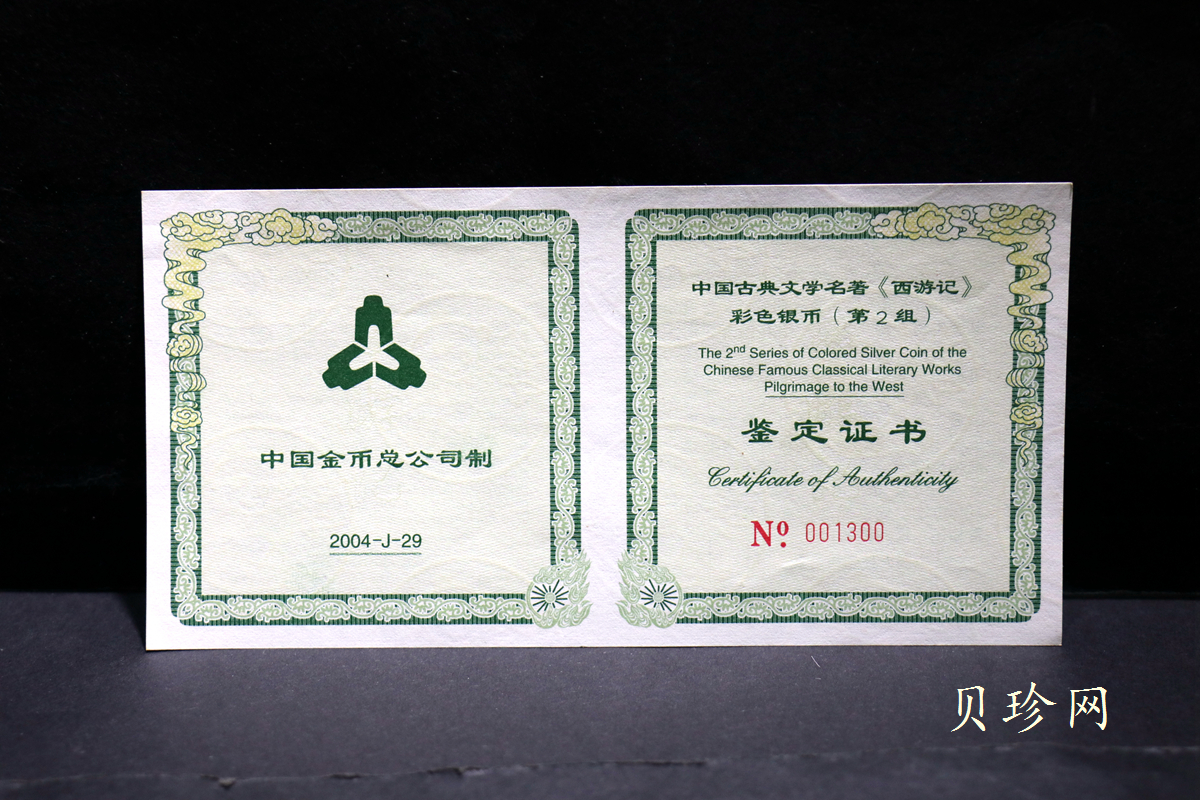 中国金币总公司制
2004-J-29
中国古典文学名著《西游记》
彩色银币（第2组）
The 2nd Series of Colored Silver Coin of the
Chinese Famous Classical Literary Works
Pilgrimage to the West
鉴定证书
Certificate of Authenticity
Nº. 001300
贝珍网